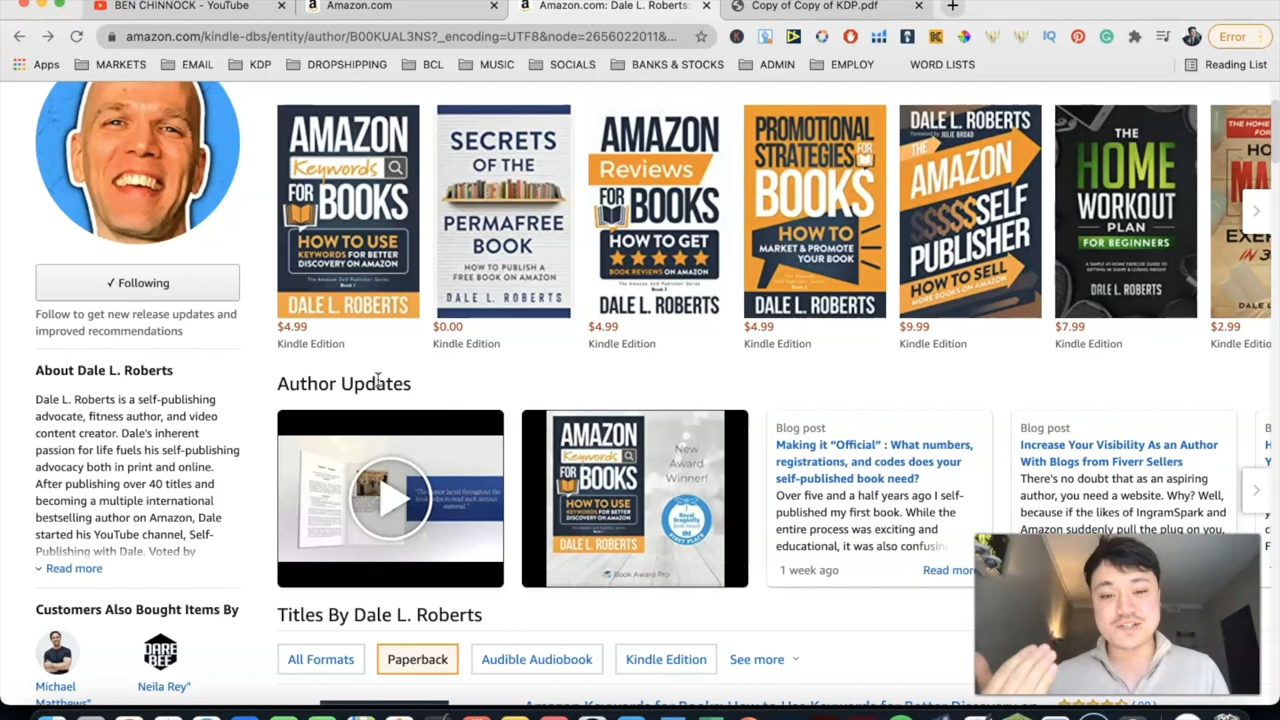 BEN CHINNOCK - YouTube
Amazon.com
Amazon.com: Dale L. Roberts:
Copy of Copy of KDP.pdf
amazon.com/kindle-dbs/entity/author/B00KUAL3NS?_encoding=UTF8&node=2656022011&...
Error
Apps
MARKETS
EMAIL
KDP
DROPSHIPPING
BCL
MUSIC
SOCIALS
BANKS & STOCKS
ADMIN
EMPLOY
WORD LISTS
Reading List
AMAZON
Keywords
FOR BOOKS
HOW TO USE
KEYWORDS FOR BETTER
DISCOVERY ON AMAZON
DALE L. ROBERTS
$4.99
Kindle Edition
SECRETS
OF THE
PERMAFREE
BOOK
HOW TO PUBLISH A
FREE BOOK ON AMAZON
DALE L. ROBERTS
$0.00
Kindle Edition
AMAZON
Reviews
FOR BOOKS
HOW TO GET
BOOK REVIEWS ON AMAZON
DALE L. ROBERTS
$4.99
Kindle Edition
PROMOTIONAL
STRATEGIES FOR
BOOKS
HOW TO
MARKET & PROMOTE
YOUR BOOK
DALE L. ROBERTS
$4.99
Kindle Edition
DALE L. ROBERTS
Foreword by JULIE BROAD
THE
AMAZON
$$$$$SELF
PUBLISHER
HOW TO SELL
MORE BOOKS ON AMAZON
$9.99
Kindle Edition
THE
HOME
WORKOUT
PLAN
FOR BEGINNERS
DALE L. ROBERTS
$7.99
Kindle Edition
$2.99
Kindle Editio
✓ Following
Follow to get new release updates and
improved recommendations
About Dale L. Roberts
Dale L. Roberts is a self-publishing
advocate, fitness author, and video
content creator. Dale's inherent
passion for life fuels his self-publishing
advocacy both in print and online.
After publishing over 40 titles and
becoming a multiple international
bestselling author on Amazon, Dale
started his YouTube channel, Self-
Publishing with Dale. Voted by
Read more
Customers Also Bought Items By
Michael
Matthews"
DARE
BEE
Neila Rey"
Author Updates
AMAZON
Keywords
FOR BOOKS
HOW TO USE
KEYWORDS FOR BETTER
DISCOVERY ON AMAZON
DALE L. ROBERTS
New
Award
Winner!
FIRST PLACE
Book Award Pro
Blog post
Making it “Official” : What numbers,
registrations, and codes does your
self-published book need?
Over five and a half years ago I self-
published my first book. While the
entire process was exciting and
educational, it was also confusin
1 week ago
Read mor
Blog post
Increase Your Visibility As an Author
With Blogs from Fiverr Sellers
There's no doubt that as an aspiring
author, you need a website. Why? Well,
because if the likes of IngramSpark and
Amazon suddenly pull the plug on you,
Titles By Dale L. Roberts
All Formats
Paperback
Audible Audiobook
Kindle Edition
See more